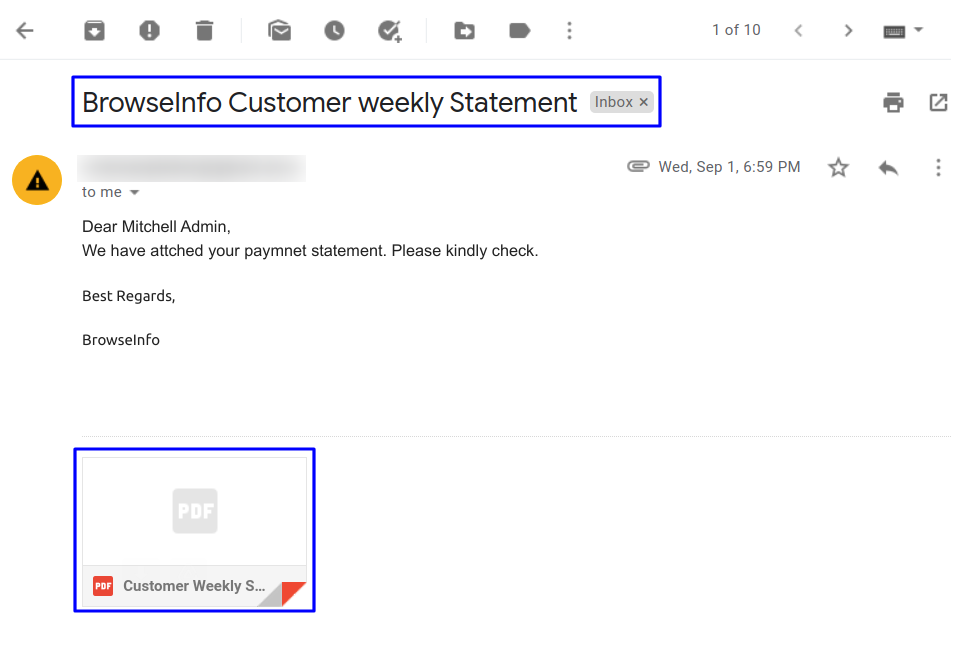 1 of 10
BrowseInfo Customer weekly Statement Inbox ×
Wed, Sep 1, 6:59 PM
to me
Dear Mitchell Admin,
We have attched your paymnet statement. Please kindly check.
Best Regards,
BrowseInfo
PDF
PDF Customer Weekly S...